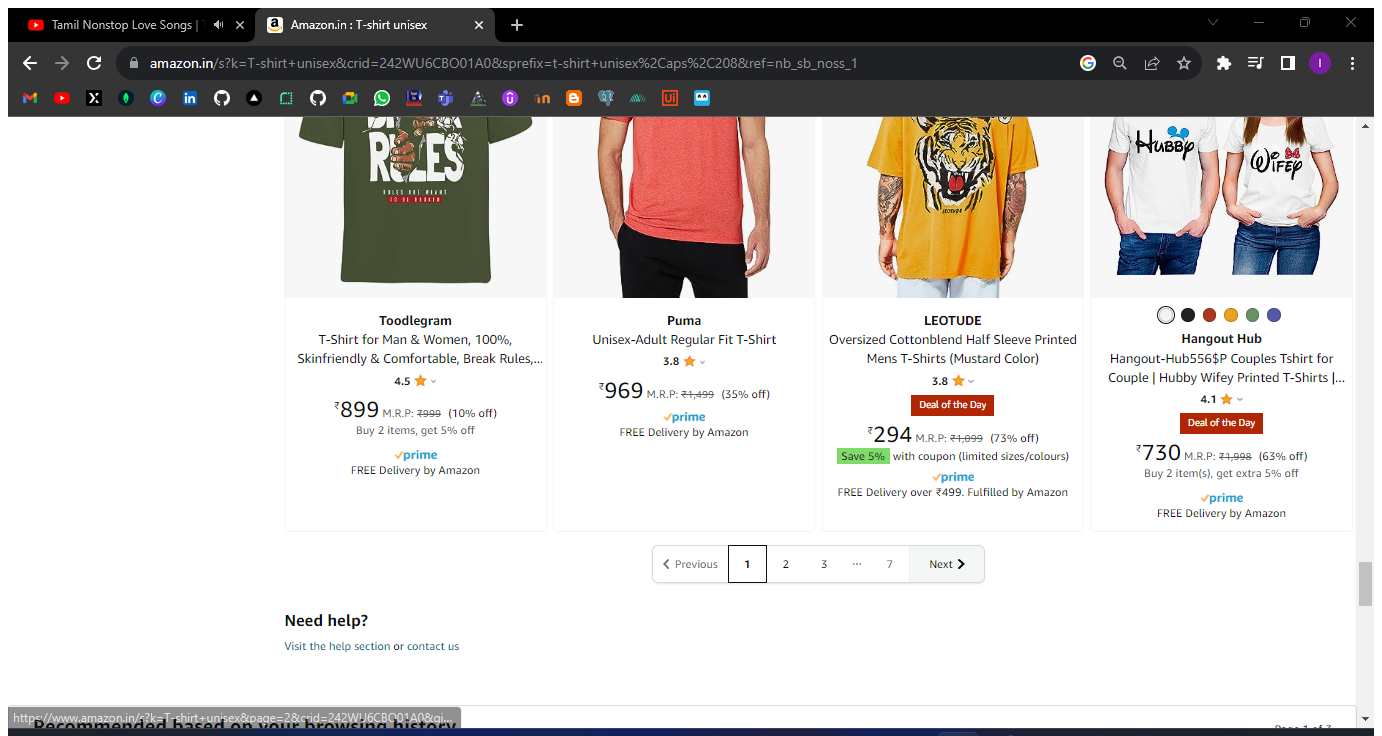 Tamil Nonstop Love Songs |
Amazon.in : T-shirt unisex
amazon.in/s?k=T-shirt+unisex&crid=242WU6CBO01A0&sprefix=t-shirt+unisex%2Caps%2C208&ref=nb_sb_noss_1
RULES
RULES ARE MEANT
TO BE BROKEN
LEOTUDE
HUBBY
WIFEY
Toodlegram
T-Shirt for Man & Women, 100%,
Skinfriendly & Comfortable, Break Rules,...
4.5
₹899 M.R.P: ₹999 (10% off)
Buy 2 items, get 5% off
prime
FREE Delivery by Amazon
Puma
Unisex-Adult Regular Fit T-Shirt
3.8
₹969 M.R.P: ₹1,499 (35% off)
prime
FREE Delivery by Amazon
LEOTUDE
Oversized Cottonblend Half Sleeve Printed
Mens T-Shirts (Mustard Color)
3.8
Deal of the Day
₹294 M.R.P: ₹1,099 (73% off)
Save 5% with coupon (limited sizes/colours)
prime
FREE Delivery over ₹499. Fulfilled by Amazon
Hangout Hub
Hangout-Hub556$P Couples Tshirt for
Couple | Hubby Wifey Printed T-Shirts |...
4.1
Deal of the Day
₹730 M.R.P: ₹1,998 (63% off)
Buy 2 item(s), get extra 5% off
prime
FREE Delivery by Amazon
Previous 1 2 3 ... 7 Next
Need help?
Visit the help section or contact us
https://www.amazon.in/s?k=T-shirt+unisex&page=2&crid=242WU6CBO01A0&qi...
Recommended based on your browsing history
Page 1 of 7